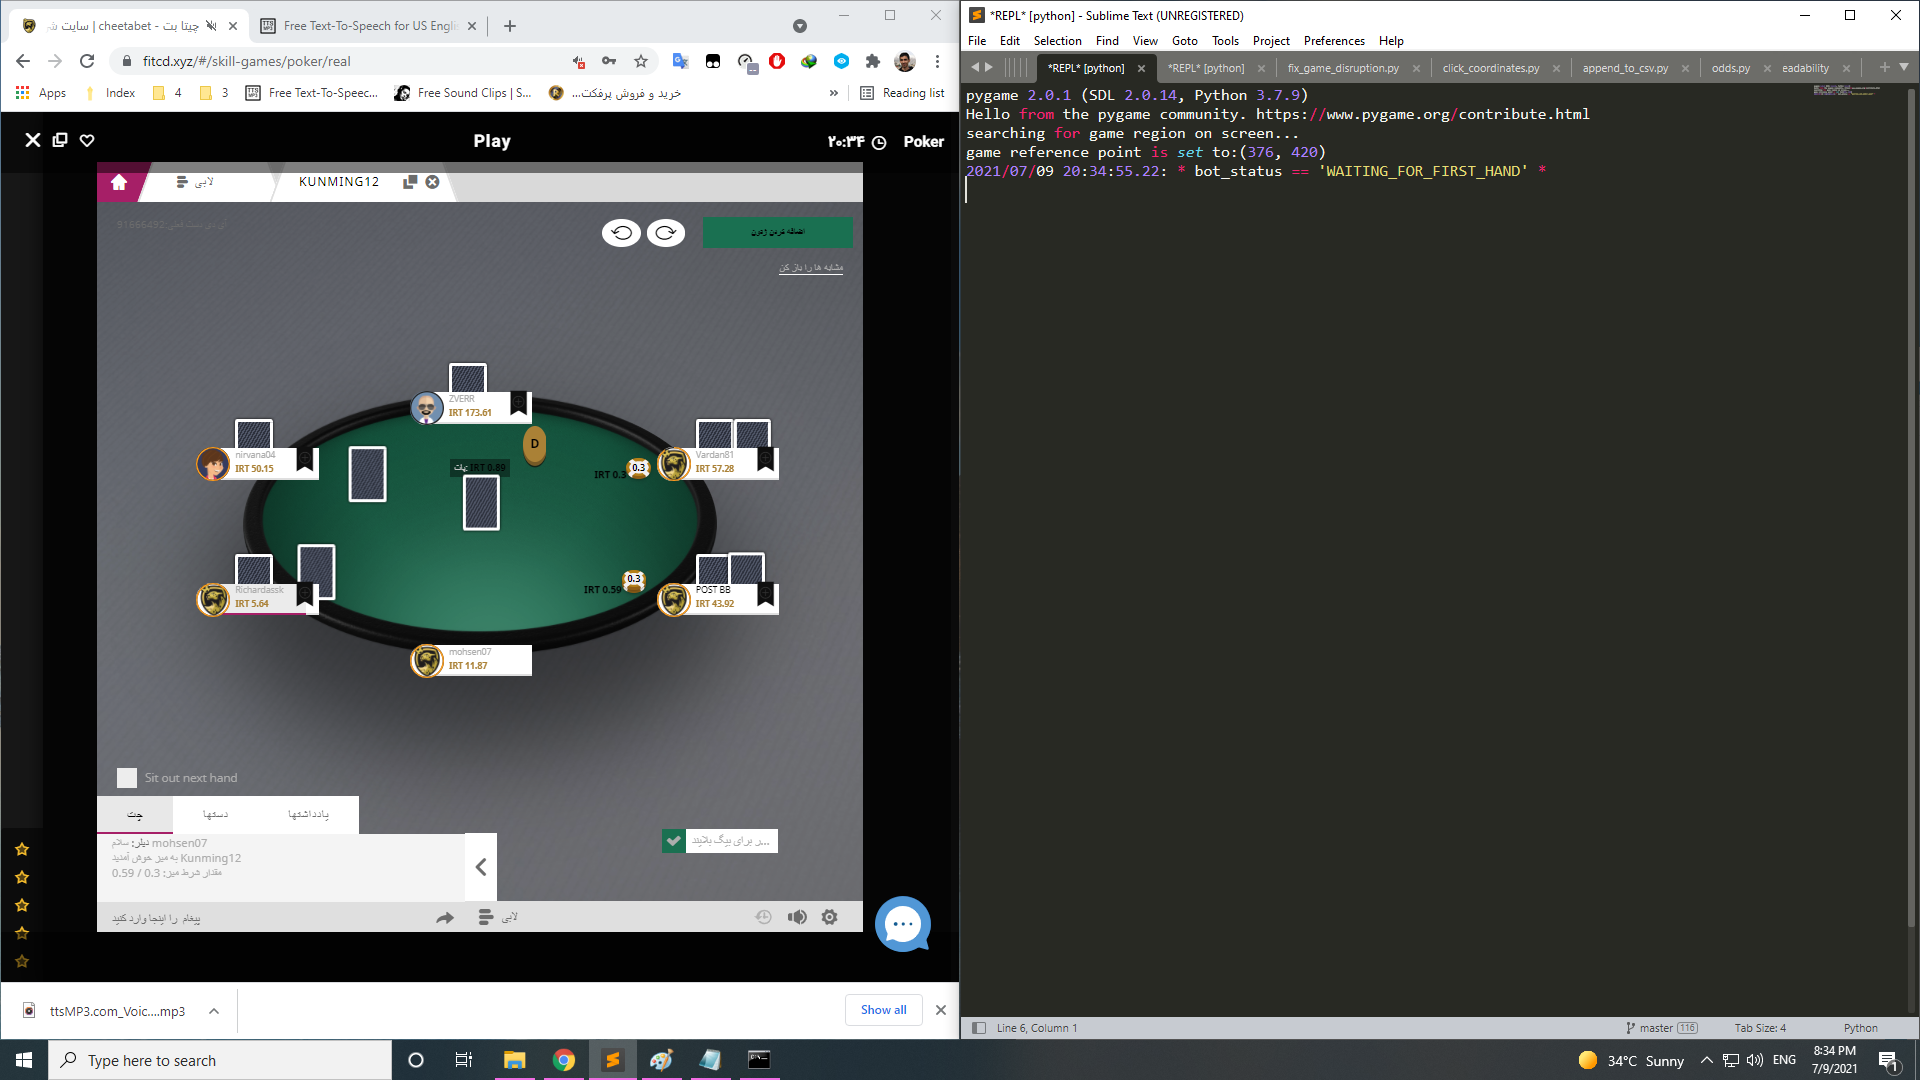 چیتا بت - cheetabet | سایت شر
Free Text-To-Speech for US Engli
fitcd.xyz/#/skill-games/poker/real
Apps
Index
4
3
Free Text-To-Speec...
Free Sound Clips | S...
خرید و فروش پرفکت...
»
Reading list
Play
۲۰:۳۴
Poker
لابی
KUNMING12
اضافه کردن ژتون
مشابه ها را باز کن
ZVERR
IRT 173.61
D
nirvana04
IRT 50.15
Vardan81
IRT 57.28
پات: IRT 0.89
IRT 0.3
0.3
Richardassk
IRT 5.64
IRT 0.59
0.3
POST BB
IRT 43.92
mohsen07
IRT 11.87
Sit out next hand
چت
دستها
یادداشتها
دیلر: سلام mohsen07
به میز خوش آمدید Kunming12
مقدار شرط میز: 0.3 / 0.59
...ر برای بیگ بلایند
پیغام را اینجا وارد کنید
لابی
ttsMP3.com_Voic....mp3
Show all
*REPL* [python] - Sublime Text (UNREGISTERED)
File Edit Selection Find View Goto Tools Project Preferences Help
*REPL* [python]
*REPL* [python]
fix_game_disruption.py
click_coordinates.py
append_to_csv.py
odds.py
eadability
pygame 2.0.1 (SDL 2.0.14, Python 3.7.9)
Hello from the pygame community. https://www.pygame.org/contribute.html
searching for game region on screen...
game reference point is set to:(376, 420)
2021/07/09 20:34:55.22: * bot_status == 'WAITING_FOR_FIRST_HAND' *
Line 6, Column 1
master 116
Tab Size: 4
Python
Type here to search
34°C Sunny
ENG
8:34 PM
7/9/2021
1